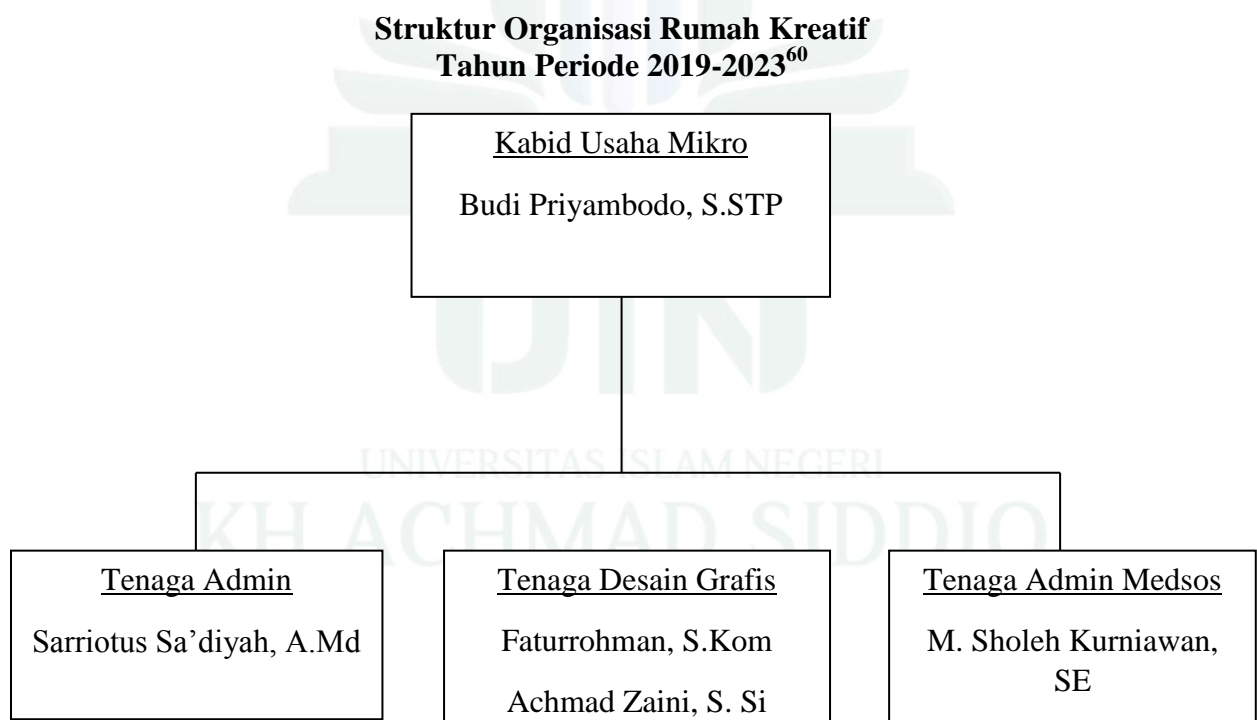 Struktur Organisasi Rumah Kreatif
Tahun Periode 2019-2023⁶⁰
Kabid Usaha Mikro
Budi Priyambodo, S.STP
UIN
UNIVERSITAS ISLAM NEGERI
KH ACHMAD SIDDIQ
Tenaga Admin
Sarriotus Sa’diyah, A.Md
Tenaga Desain Grafis
Faturrohman, S.Kom
Achmad Zaini, S. Si
Tenaga Admin Medsos
M. Sholeh Kurniawan,
SE